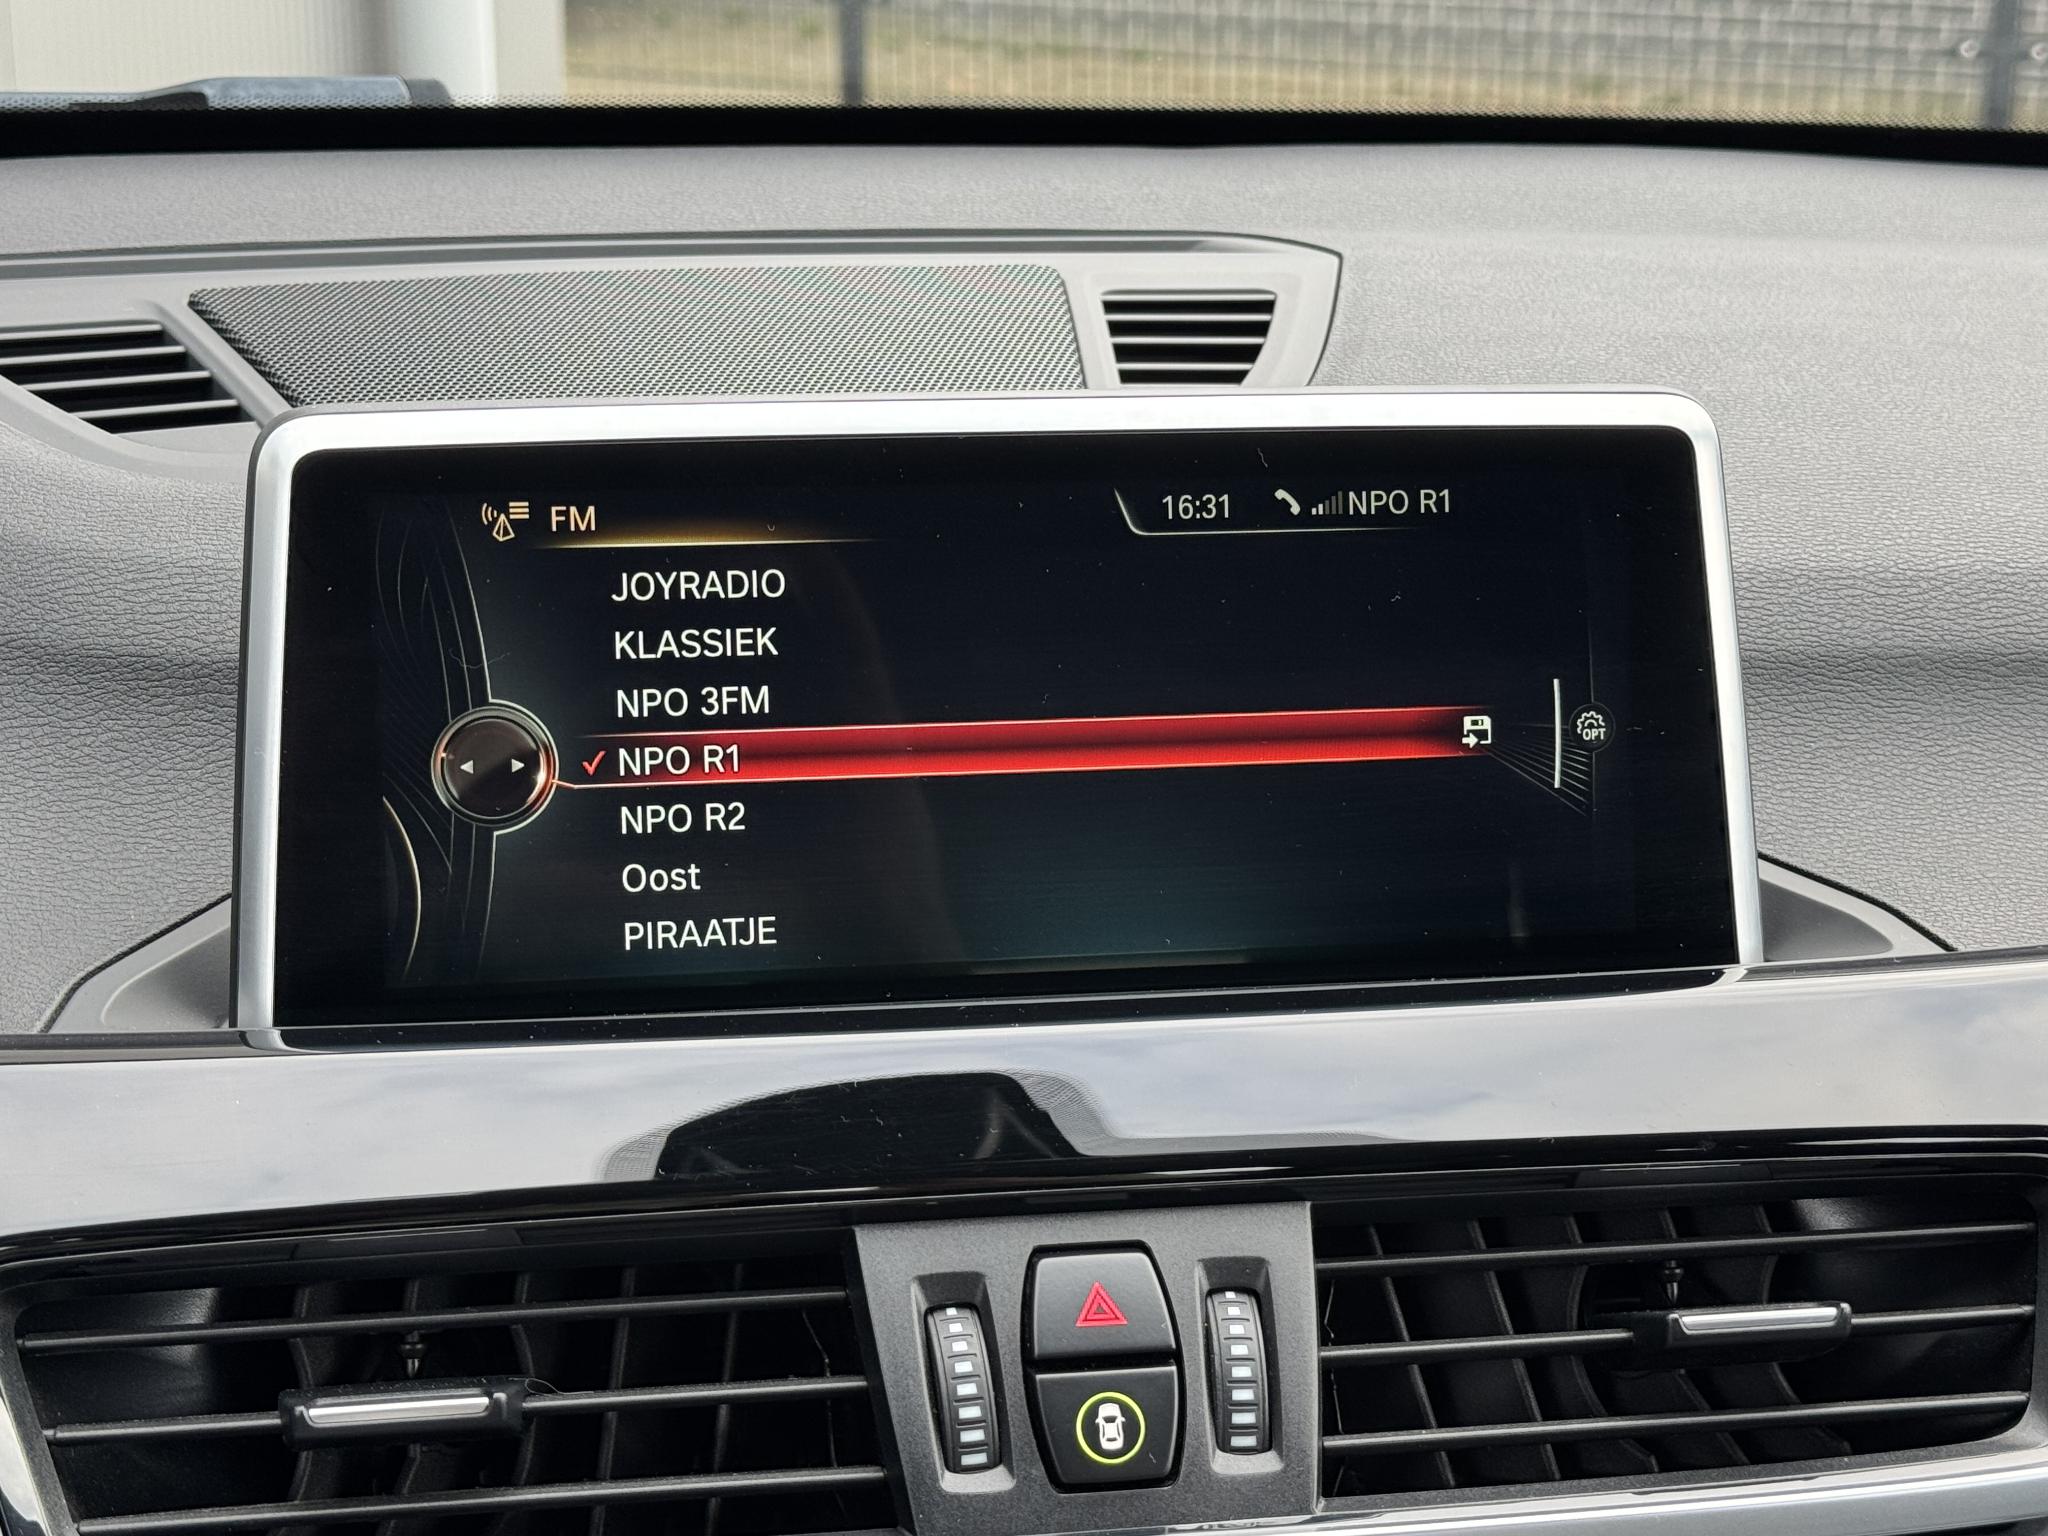 FM
16:31 NPO R1
JOYRADIO
KLASSIEK
NPO 3FM
NPO R1
OPT
NPO R2
Oost
PIRAATJE